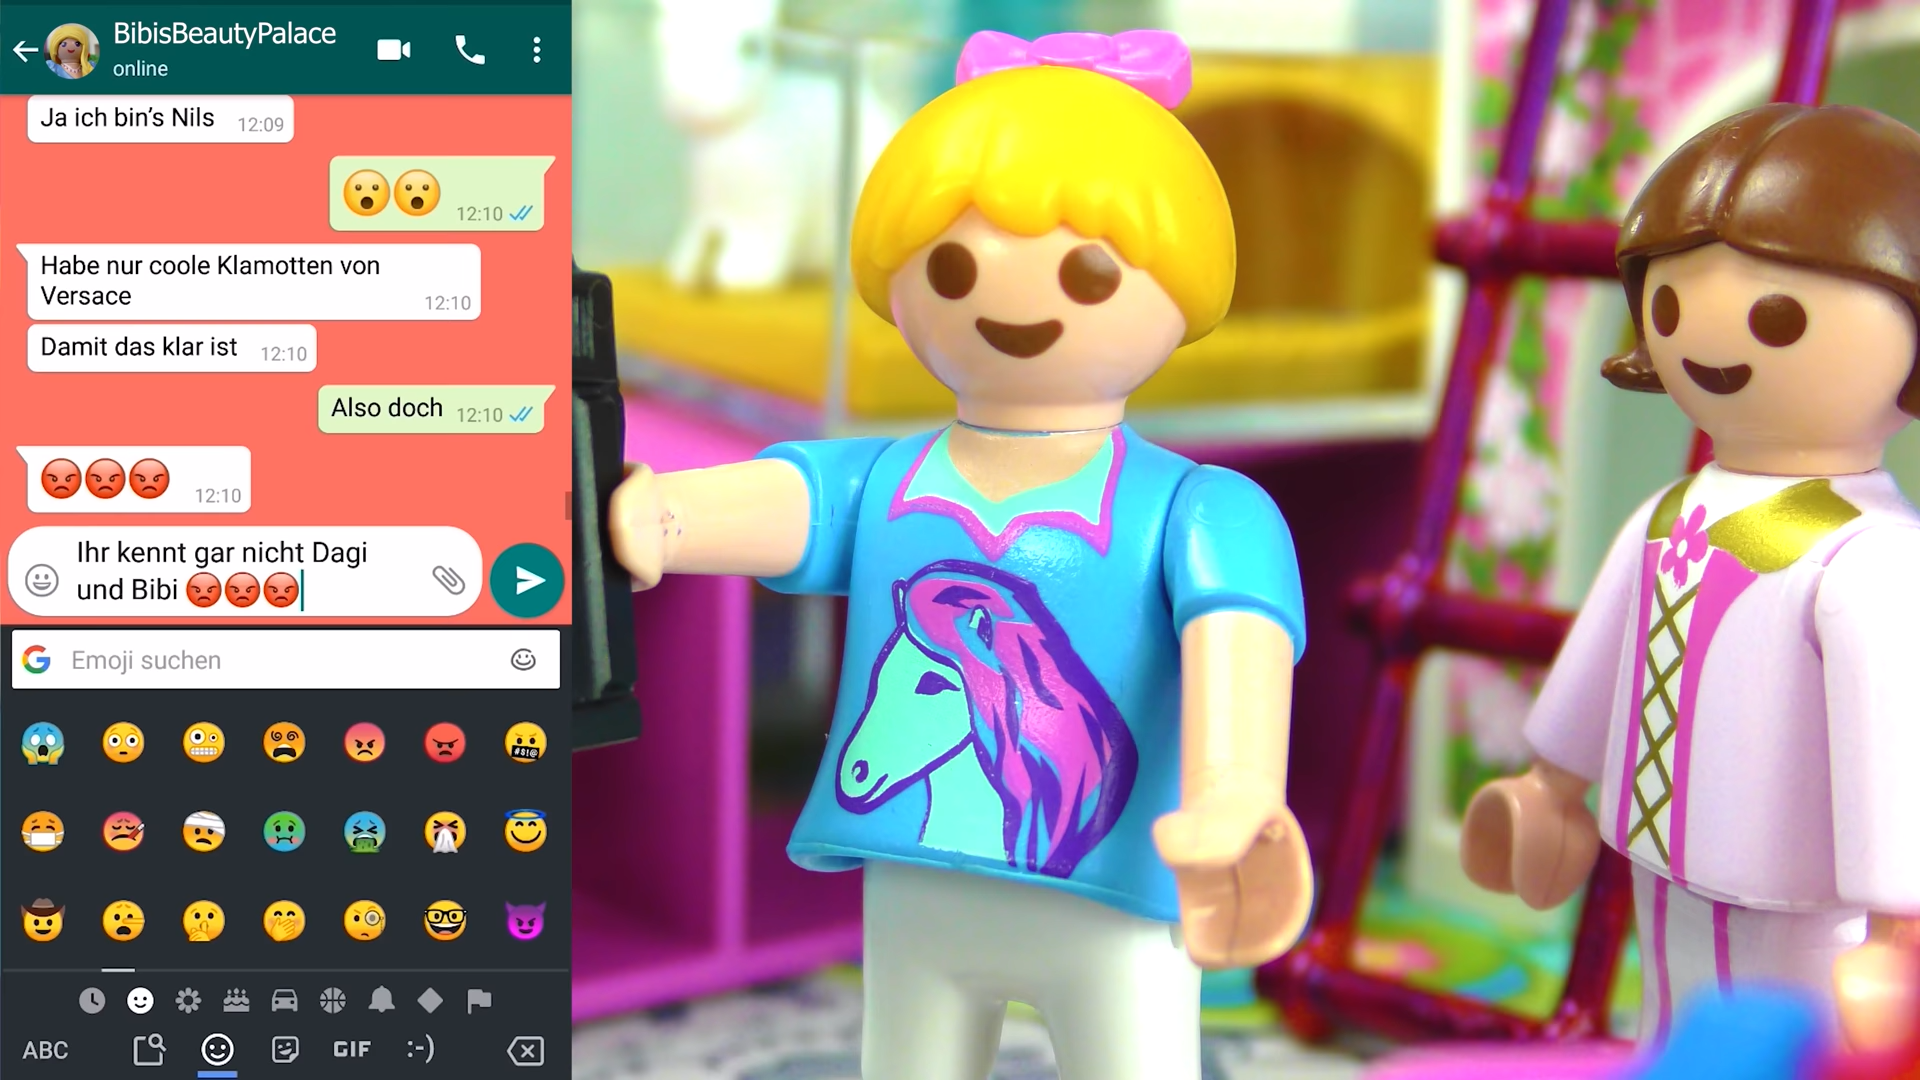 BibisBeautyPalace
online
Ja ich bin’s Nils 12:09
😮😮 12:10
Habe nur coole Klamotten von
Versace 12:10
Damit das klar ist 12:10
Also doch 12:10
😡😡😡 12:10
Ihr kennt gar nicht Dagi
und Bibi 😡😡😡
Emoji suchen
ABC GIF :-)